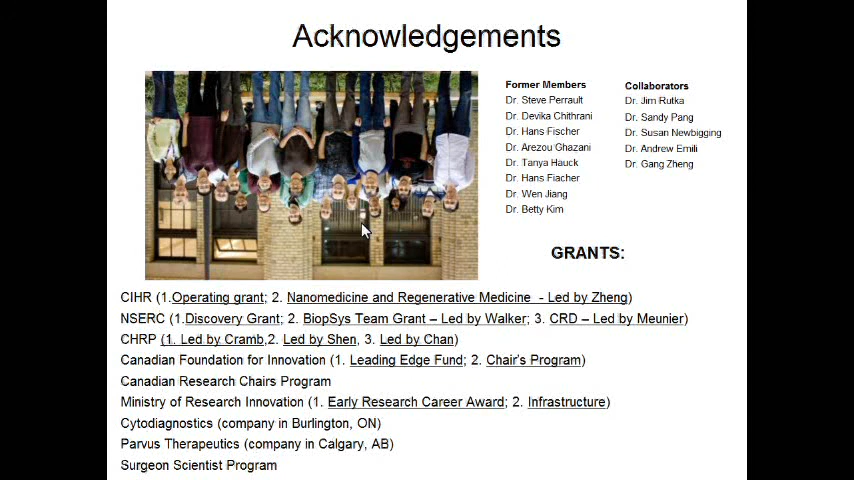 Acknowledgements
Former Members
Dr. Steve Perrault
Dr. Devika Chithrani
Dr. Hans Fischer
Dr. Arezou Ghazani
Dr. Tanya Hauck
Dr. Hans Fiacher
Dr. Wen Jiang
Dr. Betty Kim
Collaborators
Dr. Jim Rutka
Dr. Sandy Pang
Dr. Susan Newbigging
Dr. Andrew Emili
Dr. Gang Zheng
GRANTS:
CIHR (1.Operating grant; 2. Nanomedicine and Regenerative Medicine - Led by Zheng)
NSERC (1.Discovery Grant; 2. BiopSys Team Grant – Led by Walker; 3. CRD – Led by Meunier)
CHRP (1. Led by Cramb,2. Led by Shen, 3. Led by Chan)
Canadian Foundation for Innovation (1. Leading Edge Fund; 2. Chair's Program)
Canadian Research Chairs Program
Ministry of Research Innovation (1. Early Research Career Award; 2. Infrastructure)
Cytodiagnostics (company in Burlington, ON)
Parvus Therapeutics (company in Calgary, AB)
Surgeon Scientist Program